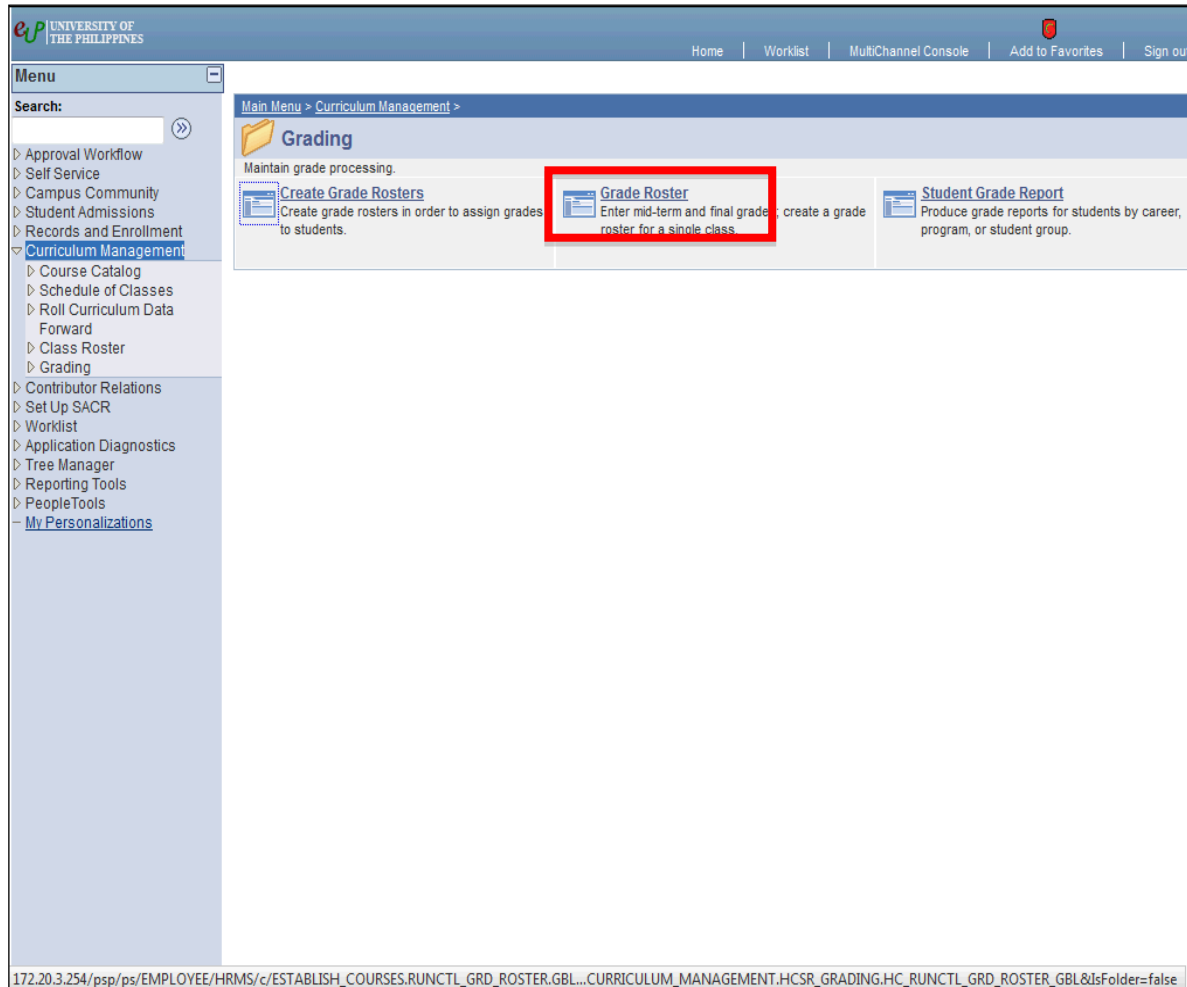 eUP UNIVERSITY OF
THE PHILIPPINES
Home | Worklist | MultiChannel Console | Add to Favorites | Sign ou
Menu
Search:
Approval Workflow
Self Service
Campus Community
Student Admissions
Records and Enrollment
Curriculum Management
Course Catalog
Schedule of Classes
Roll Curriculum Data
Forward
Class Roster
Grading
Contributor Relations
Set Up SACR
Worklist
Application Diagnostics
Tree Manager
Reporting Tools
PeopleTools
My Personalizations
Main Menu > Curriculum Management >
Grading
Maintain grade processing.
Create Grade Rosters
Create grade rosters in order to assign grades
to students.
Grade Roster
Enter mid-term and final grades; create a grade
roster for a single class.
Student Grade Report
Produce grade reports for students by career,
program, or student group.
172.20.3.254/psp/ps/EMPLOYEE/HRMS/c/ESTABLISH_COURSES.RUNCTL_GRD_ROSTER.GBL...CURRICULUM_MANAGEMENT.HCSR_GRADING.HC_RUNCTL_GRD_ROSTER_GBL&IsFolder=false